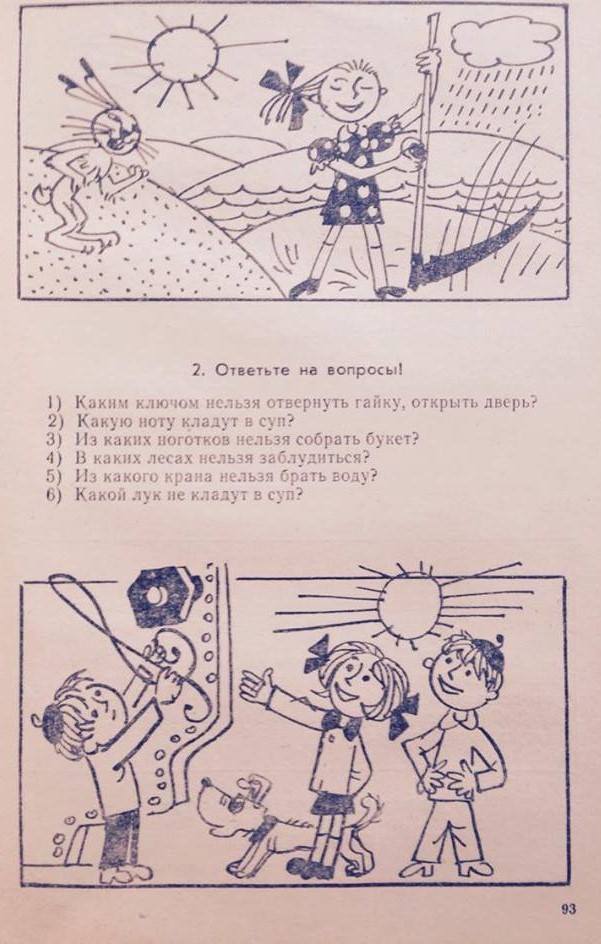 2. Ответьте на вопросы!
1) Каким ключом нельзя отвернуть гайку, открыть дверь?
2) Какую ноту кладут в суп?
3) Из каких ноготков нельзя собрать букет?
4) В каких лесах нельзя заблудиться?
5) Из какого крана нельзя брать воду?
6) Какой лук не кладут в суп?
93